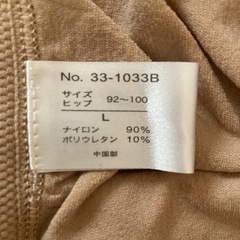 No. 33-1033B
サイズ
ヒップ 92〜100
L
ナイロン 90%
ポリウレタン 10%
中国製